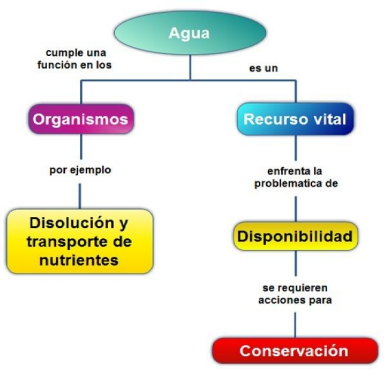 Agua
cumple una
función en los
es un
Organismos
Recurso vital
por ejemplo
enfrenta la
problematica de
Disolución y
transporte de
nutrientes
Disponibilidad
se requieren
acciones para
Conservación